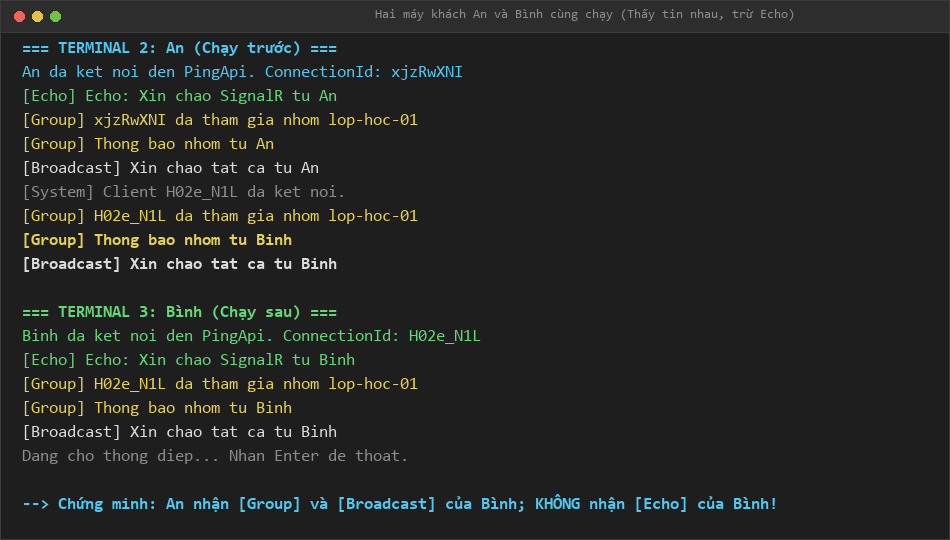 Hai máy khách An và Bình cùng chạy (Thấy tin nhau, trừ Echo)
=== TERMINAL 2: An (Chạy trước) ===
An da ket noi den PingApi. ConnectionId: xjzRwXNI
[Echo] Echo: Xin chao SignalR tu An
[Group] xjzRwXNI da tham gia nhom lop-hoc-01
[Group] Thong bao nhom tu An
[Broadcast] Xin chao tat ca tu An
[System] Client H02e_N1L da ket noi.
[Group] H02e_N1L da tham gia nhom lop-hoc-01
[Group] Thong bao nhom tu Binh
[Broadcast] Xin chao tat ca tu Binh
=== TERMINAL 3: Bình (Chạy sau) ===
Binh da ket noi den PingApi. ConnectionId: H02e_N1L
[Echo] Echo: Xin chao SignalR tu Binh
[Group] H02e_N1L da tham gia nhom lop-hoc-01
[Group] Thong bao nhom tu Binh
[Broadcast] Xin chao tat ca tu Binh
Dang cho thong diep... Nhan Enter de thoat.
--> Chứng minh: An nhận [Group] và [Broadcast] của Bình; KHÔNG nhận [Echo] của Bình!